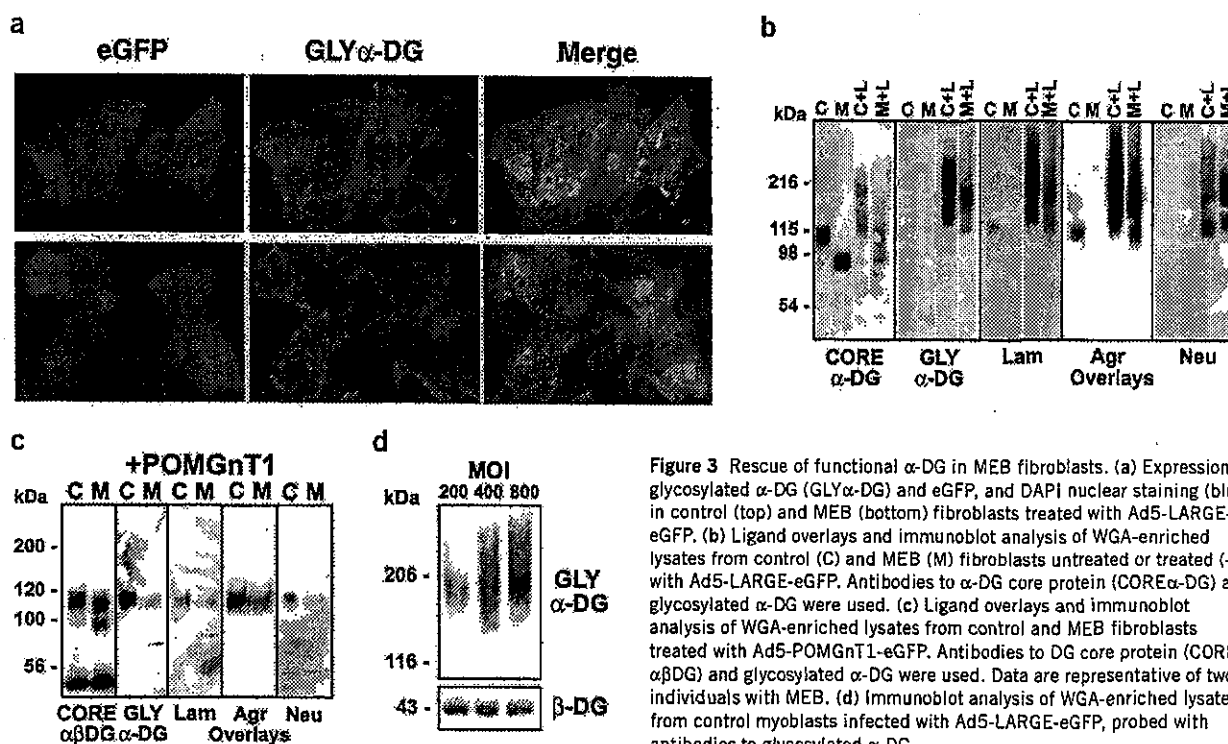 a
eGFP GLYα-DG Merge
b
kDa C M C+L M+L C M C+L M+L C M C+L M+L C M C+L M+L C M C+L
216 -
115 -
98 -
54 -
CORE α-DG GLY α-DG Lam Agr Neu
Overlays
c
+POMGnT1
kDa C M C M C M C M C M
200 -
120 -
100 -
56 -
CORE GLY Lam Agr Neu
αβDG α-DG Overlays
d
MOI
kDa 200 400 800
206 -
116 -
43 -
GLY
α-DG
β-DG
Figure 3 Rescue of functional α-DG in MEB fibroblasts. (a) Expression
glycosylated α-DG (GLYα-DG) and eGFP, and DAPI nuclear staining
in control (top) and MEB (bottom) fibroblasts treated with Ad5-LARGE-
eGFP. (b) Ligand overlays and immunoblot analysis of WGA-enriched
lysates from control (C) and MEB (M) fibroblasts untreated or treated
with Ad5-LARGE-eGFP. Antibodies to α-DG core protein (COREα-DG)
glycosylated α-DG were used. (c) Ligand overlays and immunoblot
analysis of WGA-enriched lysates from control and MEB fibroblasts
treated with Ad5-POMGnT1-eGFP. Antibodies to DG core protein (CORE
αβDG) and glycosylated α-DG were used. Data are representative of two
individuals with MEB. (d) Immunoblot analysis of WGA-enriched lysate
from control myoblasts infected with Ad5-LARGE-eGFP, probed with
antibodies to glycosylated α-DG